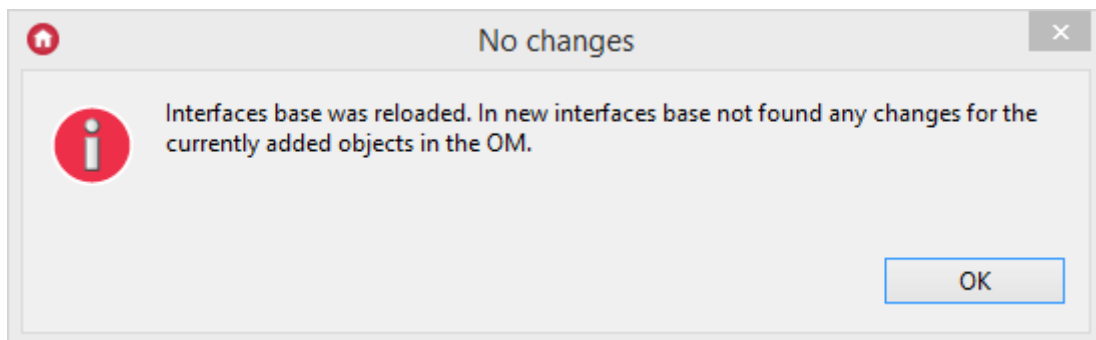 No changes
Interfaces base was reloaded. In new interfaces base not found any changes for the
currently added objects in the OM.
OK